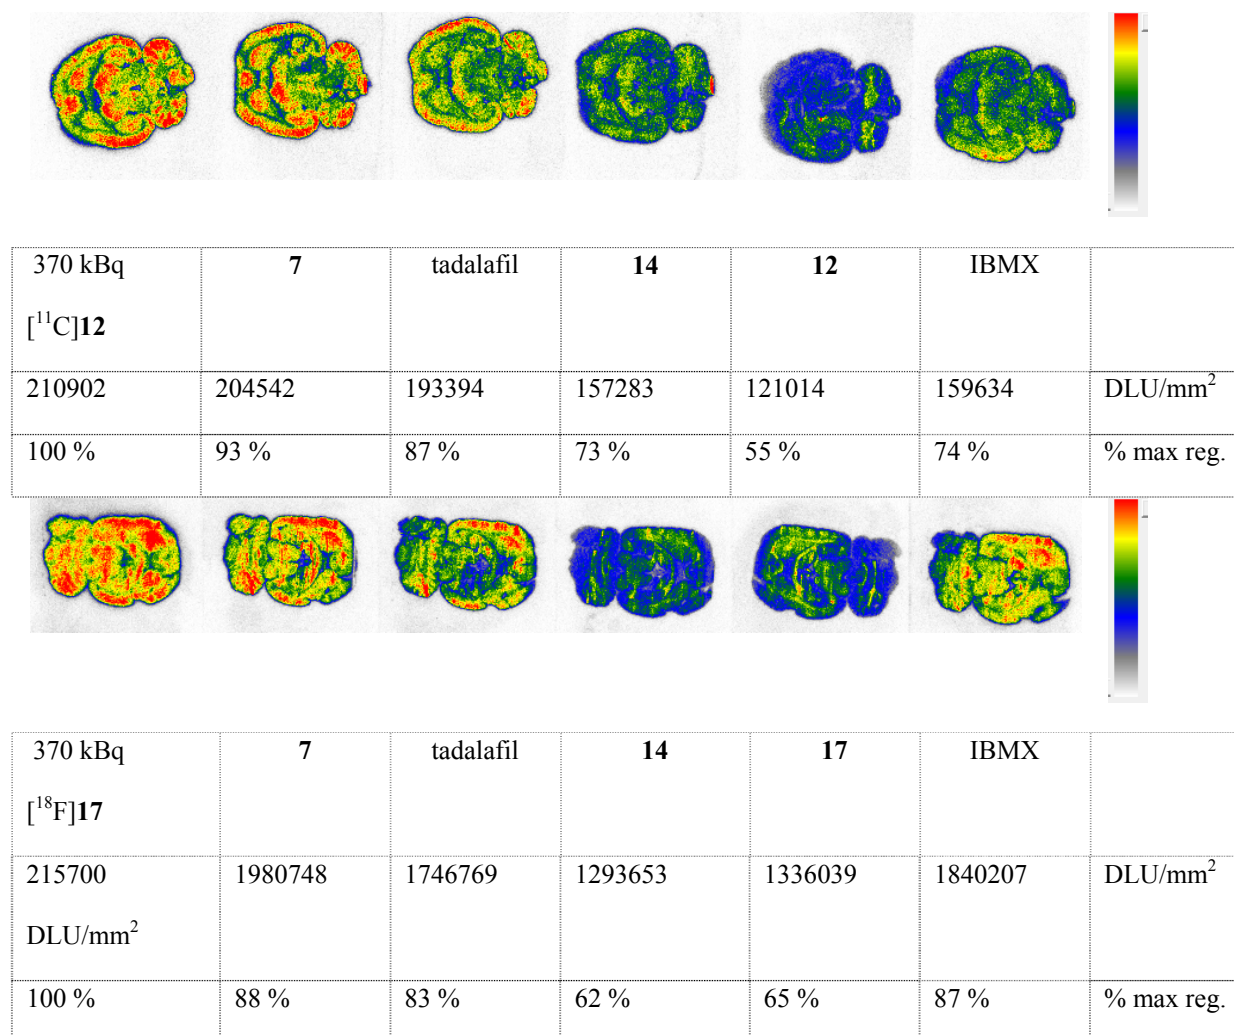 370 kBq 7 tadalafil 14 12 IBMX
[¹¹C]12
210902 204542 193394 157283 121014 159634 DLU/mm²
100 % 93 % 87 % 73 % 55 % 74 % % max reg.
370 kBq 7 tadalafil 14 17 IBMX
[¹⁸F]17
215700 1980748 1746769 1293653 1336039 1840207 DLU/mm²
DLU/mm²
100 % 88 % 83 % 62 % 65 % 87 % % max reg.